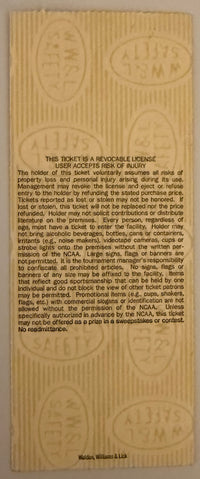 THIS TICKET IS A REVOCABLE LICENSE
USER ACCEPTS RISK OF INJURY
The holder of this ticket voluntarily assumes all risks of
property loss and personal injury arising during its use.
Management may revoke the license and eject or refuse
entry to the holder by refunding the stated purchase price.
Tickets reported as lost or stolen may not be honored. If
lost or stolen, this ticket will not be replaced nor the price
refunded. Holder may not solicit contributions or distribute
literature on the premises. Every person, regardless of
age, must have a ticket to enter the facility. Holder may
not bring alcoholic beverages, bottles, cans or containers,
irritants (e.g., noise makers), videotape cameras, cups or
strobe lights onto the premises without the written per-
mission of the NCAA. Large signs, flags or banners are
not permitted. It is the tournament manager's responsibility
to confiscate all prohibited articles. No signs, flags or
banners of any size may be affixed to the facility. Items
that reflect good sportsmanship that can be held by one
individual and do not block the view of other ticket patrons
may be permitted. Promotional items (e.g., cups, shakers,
flags, etc.) with commercial slogans or identification are not
allowed without the permission of the NCAA. Unless
specifically authorized in advance by the NCAA, this ticket
may not be offered as a prize in a sweepstakes or contest.
No readmittance.
Weldon, Williams & Lick